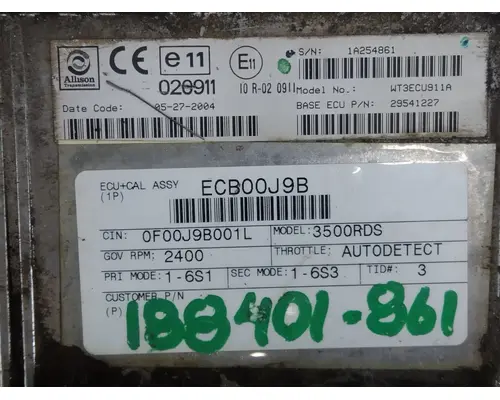 Allison
Transmission
CE
e11
020911
E11
10 R-02 0911
S/N: 1A254861
Model No.: WT3ECU911A
Date Code: 05-27-2004
BASE ECU P/N: 29541227
ECU+CAL ASSY ECB00J9B
(1P)
CIN: 0F00J9B001L MODEL: 3500RDS
GOV RPM: 2400 THROTTLE: AUTODETECT
PRI MODE: 1-6S1 SEC MODE: 1-6S3 TID#: 3
CUSTOMER P/N
(P)
188401-861